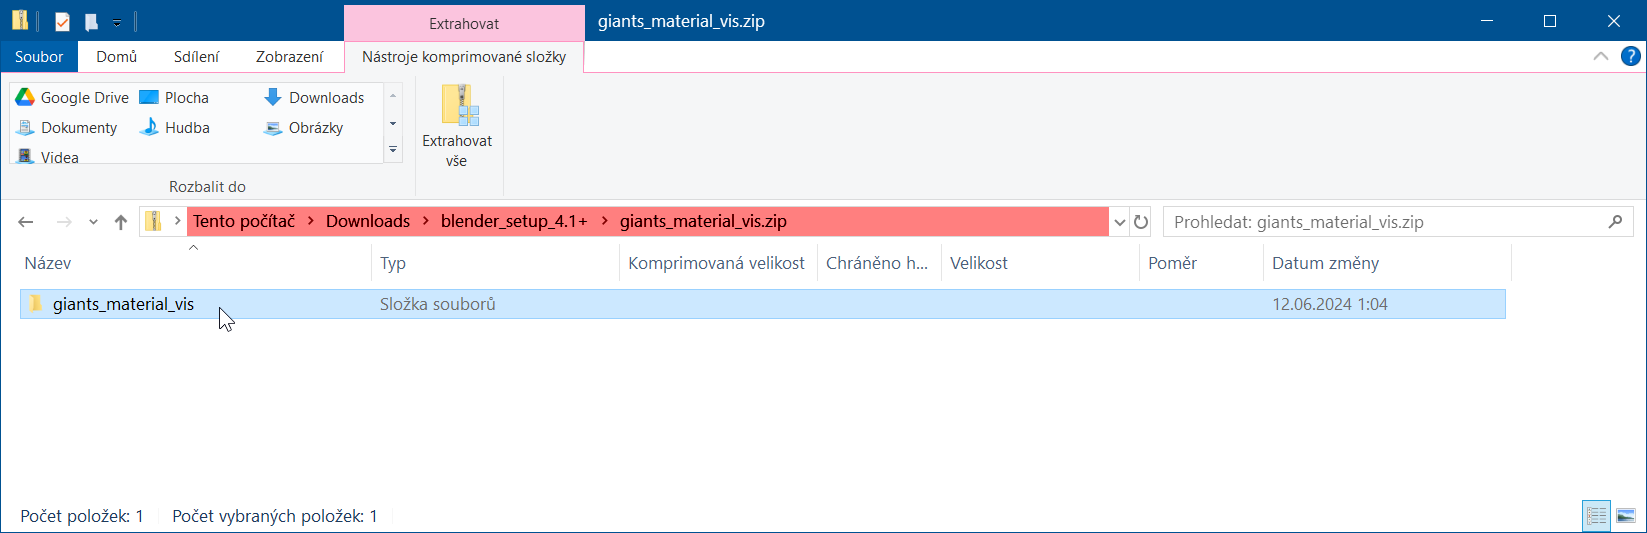 Extrahovat
giants_material_vis.zip
Soubor Domů Sdílení Zobrazení Nástroje komprimované složky
Google Drive Plocha Downloads
Dokumenty Hudba Obrázky
Videa
Extrahovat
vše
Rozbalit do
Tento počítač Downloads blender_setup_4.1+ giants_material_vis.zip
Prohledat: giants_material_vis.zip
Název Typ Komprimovaná velikost Chráněno h... Velikost Poměr Datum změny
giants_material_vis Složka souborů 12.06.2024 1:04
Počet položek: 1 Počet vybraných položek: 1